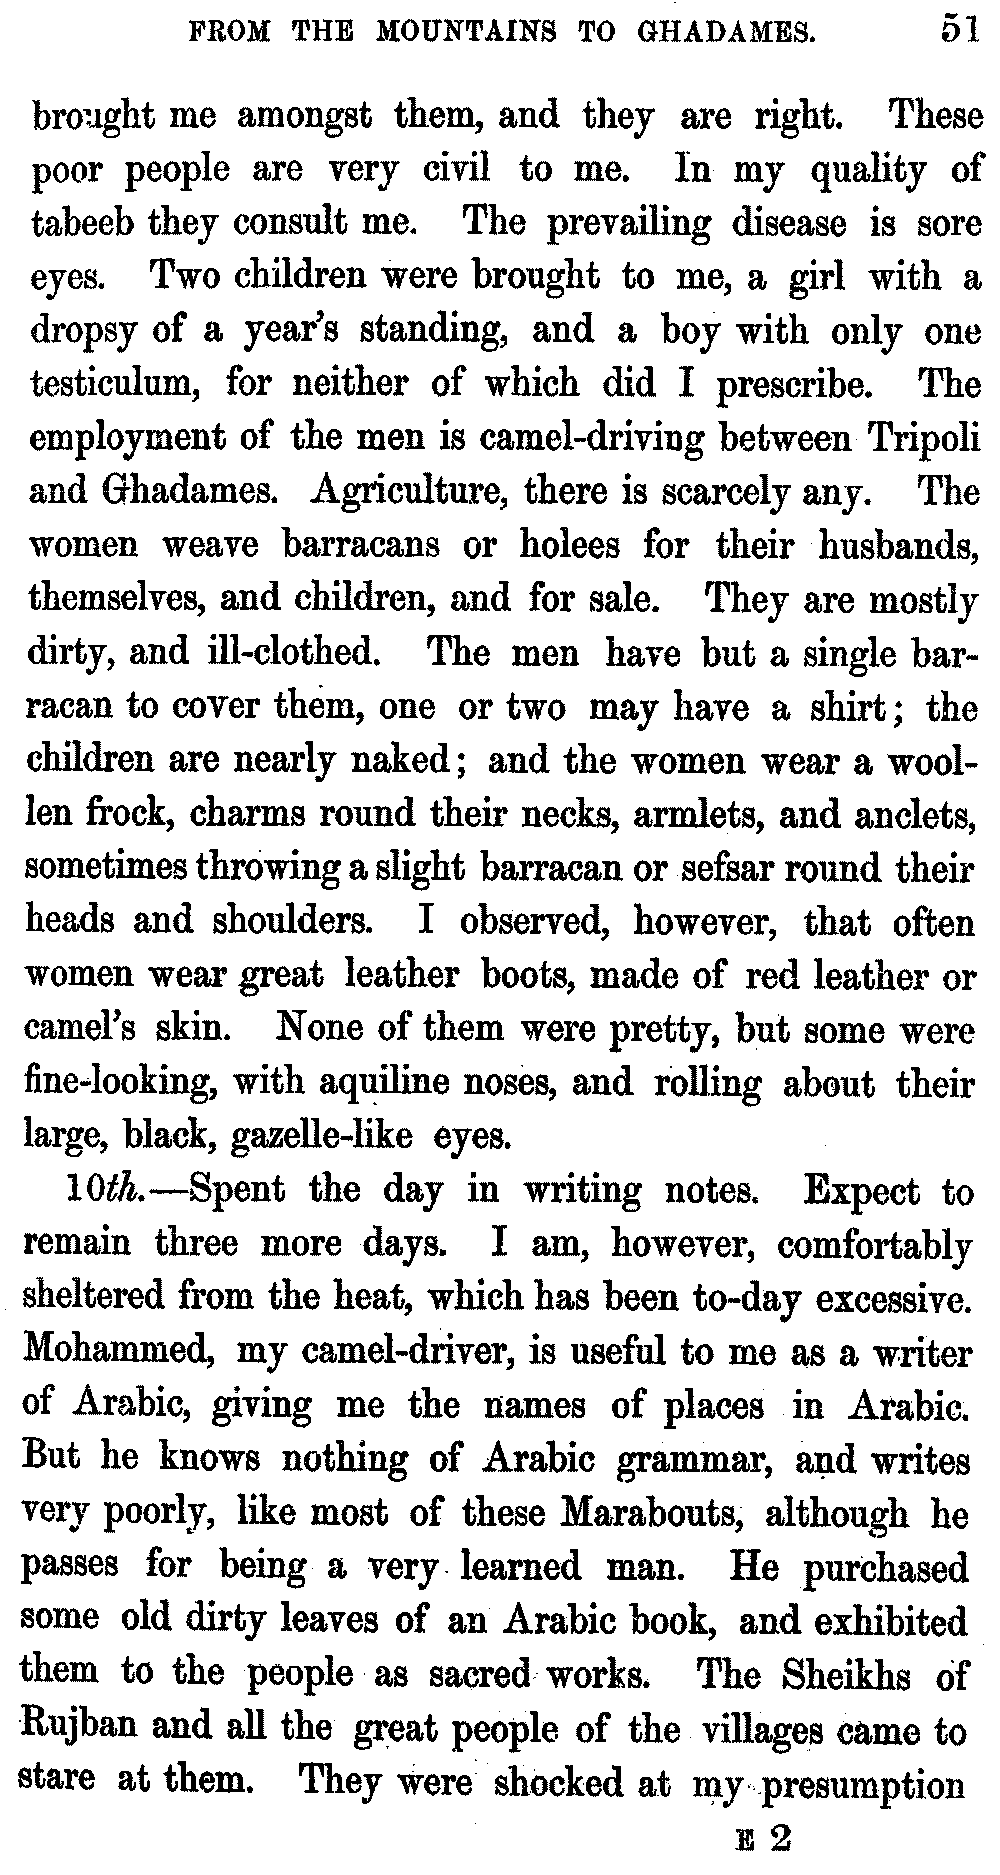 FROM THE MOUNTAINS TO GHADAMES. 51
brought me amongst them, and they are right. These
poor people are very civil to me. In my quality of
tabeeb they consult me. The prevailing disease is sore
eyes. Two children were brought to me, a girl with a
dropsy of a year's standing, and a boy with only one
testiculum, for neither of which did I prescribe. The
employment of the men is camel-driving between Tripoli
and Ghadames. Agriculture, there is scarcely any. The
women weave barracans or holees for their husbands,
themselves, and children, and for sale. They are mostly
dirty, and ill-clothed. The men have but a single bar-
racan to cover them, one or two may have a shirt; the
children are nearly naked; and the women wear a wool-
len frock, charms round their necks, armlets, and anclets,
sometimes throwing a slight barracan or sefsar round their
heads and shoulders. I observed, however, that often
women wear great leather boots, made of red leather or
camel's skin. None of them were pretty, but some were
fine-looking, with aquiline noses, and rolling about their
large, black, gazelle-like eyes.
10th.—Spent the day in writing notes. Expect to
remain three more days. I am, however, comfortably
sheltered from the heat, which has been to-day excessive.
Mohammed, my camel-driver, is useful to me as a writer
of Arabic, giving me the names of places in Arabic.
But he knows nothing of Arabic grammar, and writes
very poorly, like most of these Marabouts, although he
passes for being a very learned man. He purchased
some old dirty leaves of an Arabic book, and exhibited
them to the people as sacred works. The Sheikhs of
Rujban and all the great people of the villages came to
stare at them. They were shocked at my presumption
E 2